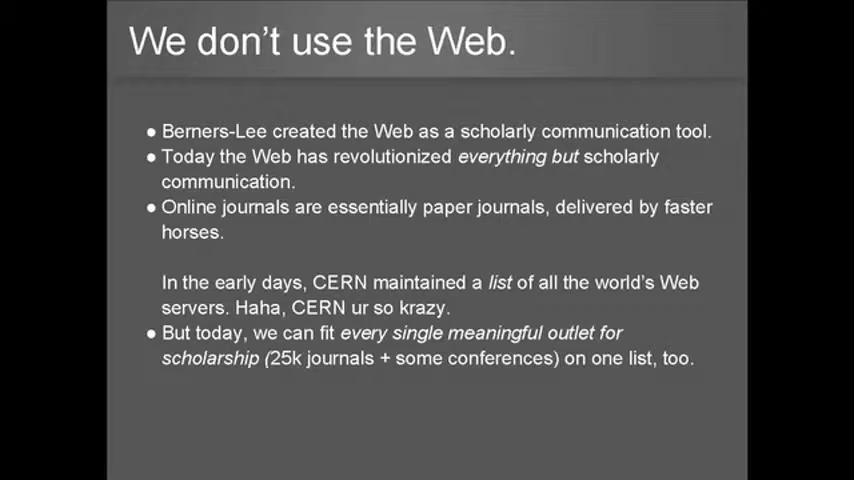 We don't use the Web.
● Berners-Lee created the Web as a scholarly communication tool.
● Today the Web has revolutionized everything but scholarly
communication.
● Online journals are essentially paper journals, delivered by faster
horses.
In the early days, CERN maintained a list of all the world's Web
servers. Haha, CERN ur so krazy.
● But today, we can fit every single meaningful outlet for
scholarship (25k journals + some conferences) on one list, too.